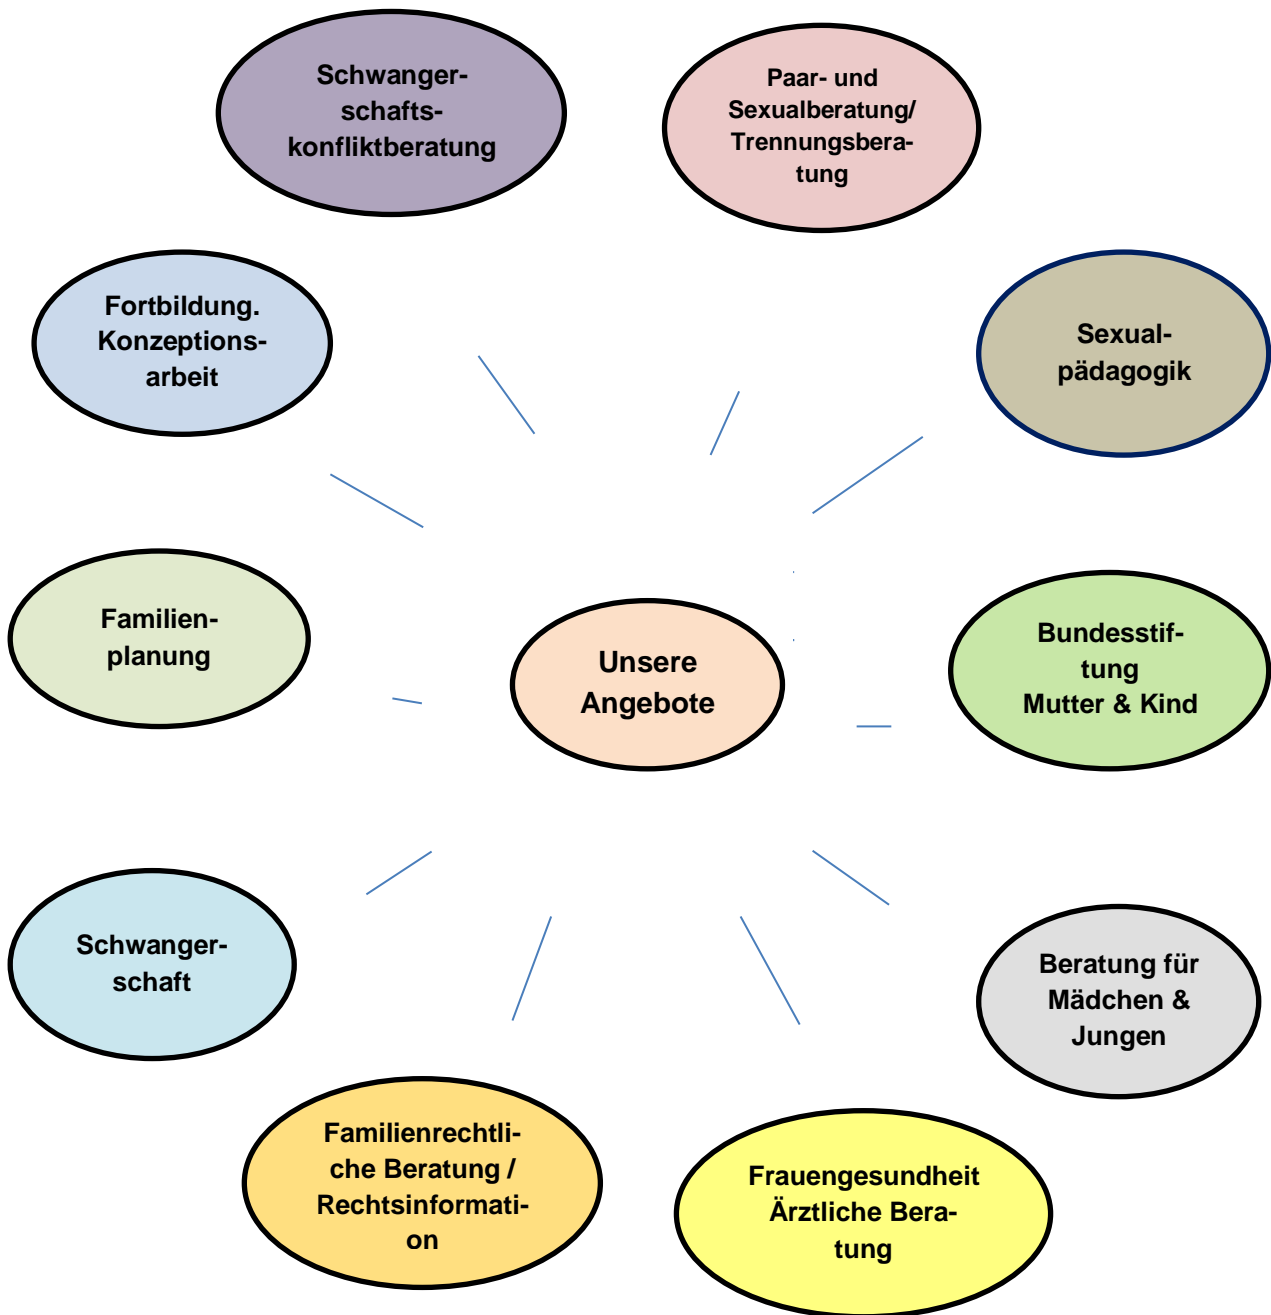 Schwanger-
schafts-
konfliktberatung
Paar- und
Sexualberatung/
Trennungsbera-
tung
Fortbildung.
Konzeptions-
arbeit
Sexual-
pädagogik
Familien-
planung
Unsere
Angebote
Bundesstif-
tung
Mutter & Kind
Schwanger-
schaft
Beratung für
Mädchen &
Jungen
Familienrechtli-
che Beratung /
Rechtsinformati-
on
Frauengesundheit
Ärztliche Bera-
tung